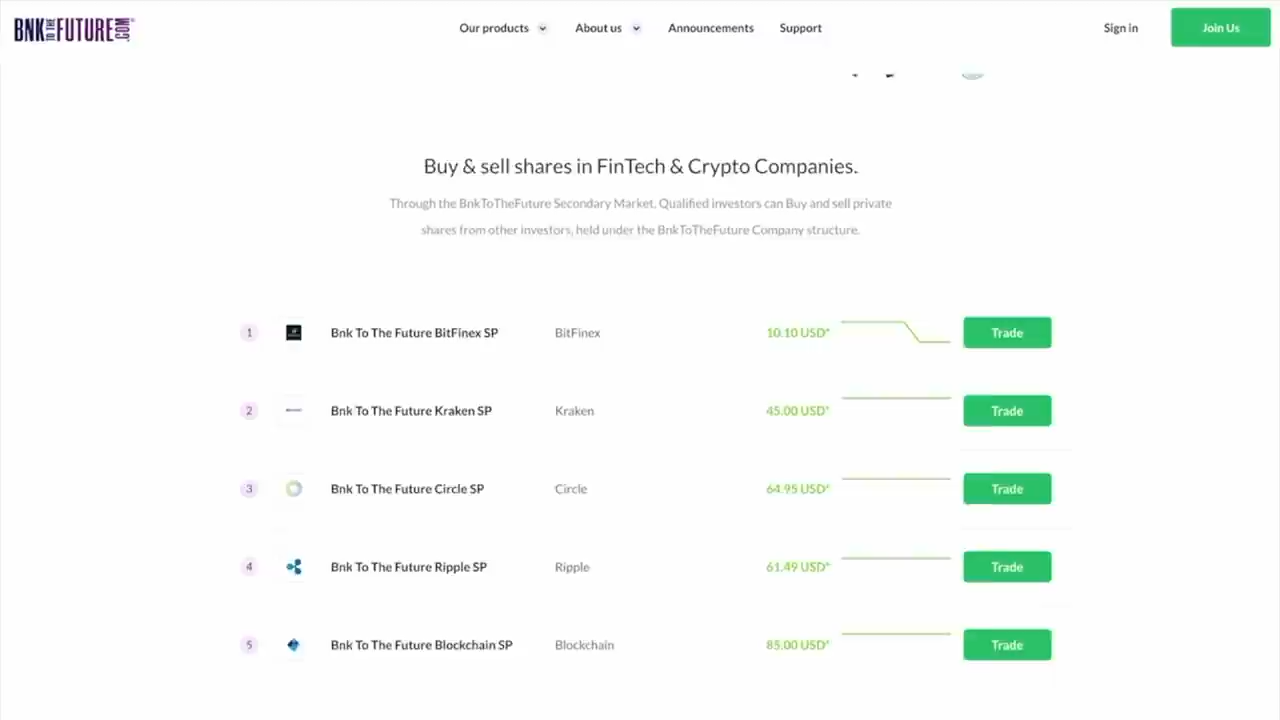 BNK TO THE FUTURE .COM
Our products
About us
Announcements
Support
Sign in
Join Us
Buy & sell shares in FinTech & Crypto Companies.
Through the BnkToTheFuture Secondary Market, Qualified investors can Buy and sell private
shares from other investors, held under the BnkToTheFuture Company structure.
1 Bnk To The Future BitFinex SP BitFinex 10.10 USD* Trade
2 Bnk To The Future Kraken SP Kraken 45.00 USD* Trade
3 Bnk To The Future Circle SP Circle 64.95 USD* Trade
4 Bnk To The Future Ripple SP Ripple 61.49 USD* Trade
5 Bnk To The Future Blockchain SP Blockchain 85.00 USD* Trade